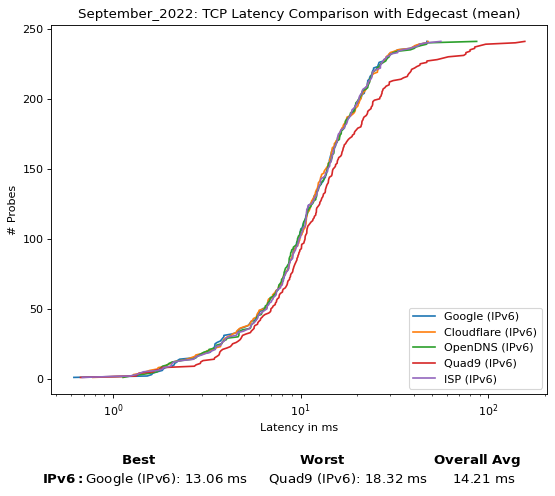 September_2022: TCP Latency Comparison with Edgecast (mean)
250
200
150
100
50
0
# Probes
10⁰
10¹
10²
Latency in ms
Google (IPv6)
Cloudflare (IPv6)
OpenDNS (IPv6)
Quad9 (IPv6)
ISP (IPv6)
Best Worst Overall Avg
IPv6: Google (IPv6): 13.06 ms Quad9 (IPv6): 18.32 ms 14.21 ms